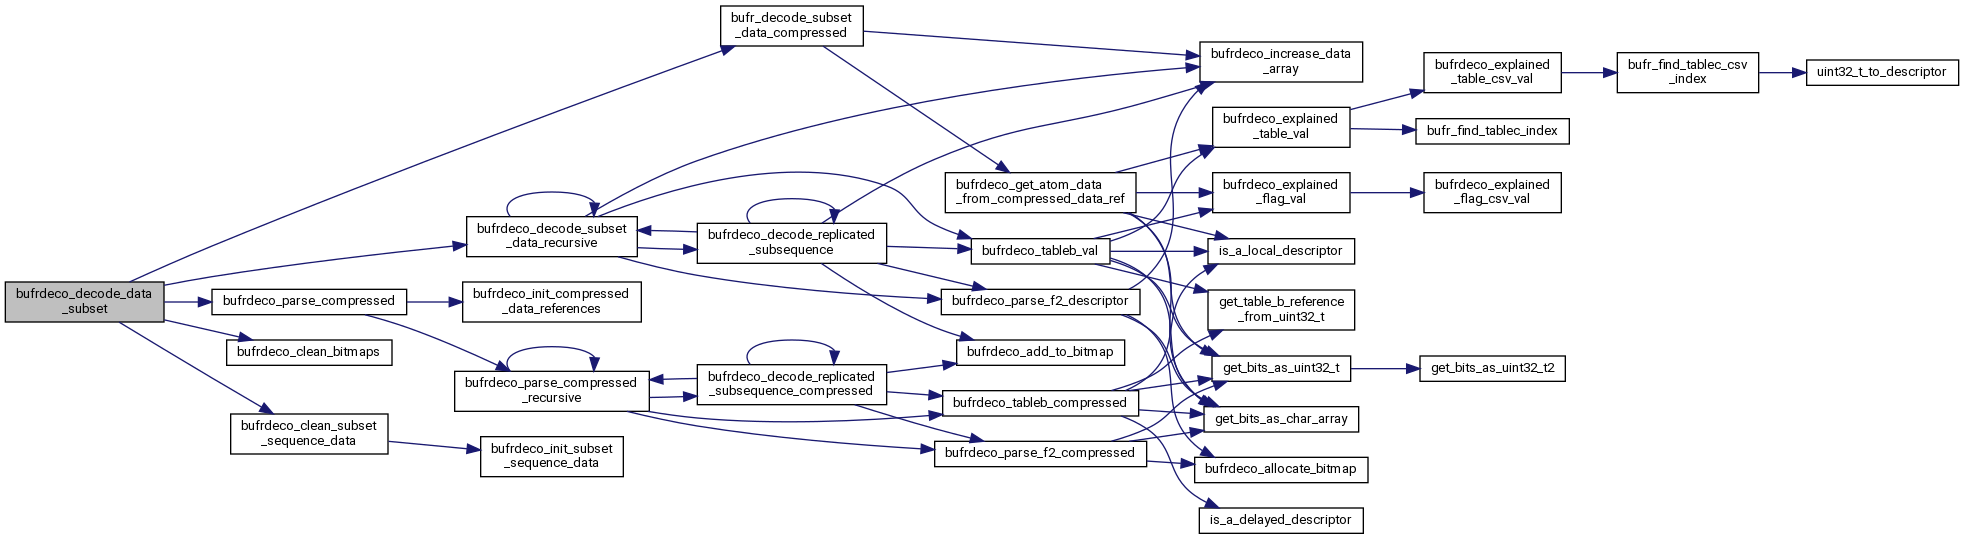 bufrdeco_decode_data
_subset
bufr_decode_subset
_data_compressed
bufrdeco_decode_subset
_data_recursive
bufrdeco_parse_compressed
bufrdeco_clean_bitmaps
bufrdeco_clean_subset
_sequence_data
bufrdeco_init_compressed
_data_references
bufrdeco_parse_compressed
_recursive
bufrdeco_init_subset
_sequence_data
bufrdeco_decode_replicated
_subsequence
bufrdeco_decode_replicated
_subsequence_compressed
bufrdeco_get_atom_data
_from_compressed_data_ref
bufrdeco_tableb_val
bufrdeco_parse_f2_descriptor
bufrdeco_add_to_bitmap
bufrdeco_tableb_compressed
bufrdeco_parse_f2_compressed
bufrdeco_increase_data
_array
bufrdeco_explained
_table_val
bufrdeco_explained
_flag_val
is_a_local_descriptor
get_table_b_reference
_from_uint32_t
get_bits_as_uint32_t
get_bits_as_char_array
bufrdeco_allocate_bitmap
is_a_delayed_descriptor
bufrdeco_explained
_table_csv_val
bufr_find_tablec_index
bufrdeco_explained
_flag_csv_val
get_bits_as_uint32_t2
bufr_find_tablec_csv
_index
uint32_t_to_descriptor